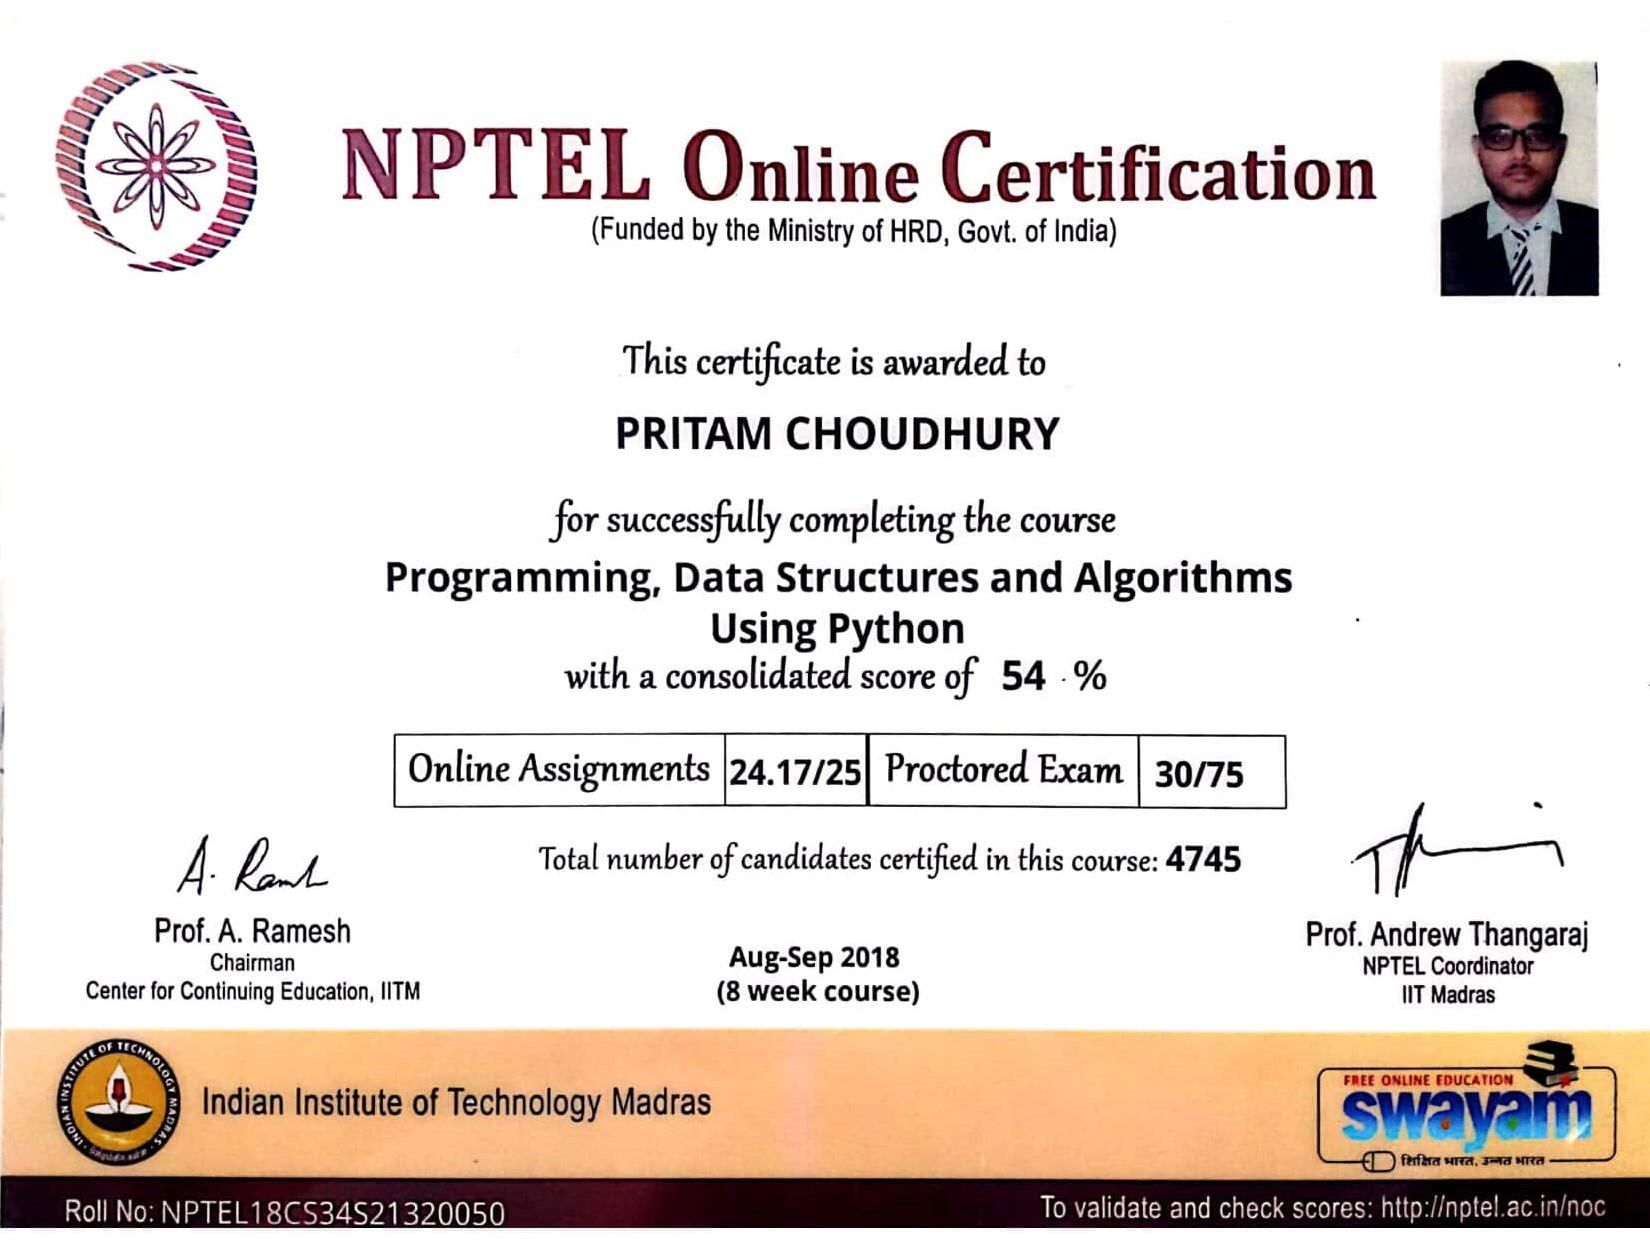 NPTEL Online Certification
(Funded by the Ministry of HRD, Govt. of India)
This certificate is awarded to
PRITAM CHOUDHURY
for successfully completing the course
Programming, Data Structures and Algorithms
Using Python
with a consolidated score of 54 %
Online Assignments 24.17/25 Proctored Exam 30/75
Total number of candidates certified in this course: 4745
Prof. A. Ramesh
Chairman
Center for Continuing Education, IITM
Aug-Sep 2018
(8 week course)
Prof. Andrew Thangaraj
NPTEL Coordinator
IIT Madras
INDIAN INSTITUTE OF TECHNOLOGY MADRAS
Indian Institute of Technology Madras
FREE ONLINE EDUCATION
swayam
शिक्षित भारत, उन्नत भारत
Roll No: NPTEL18CS34S21320050
To validate and check scores: http://nptel.ac.in/noc